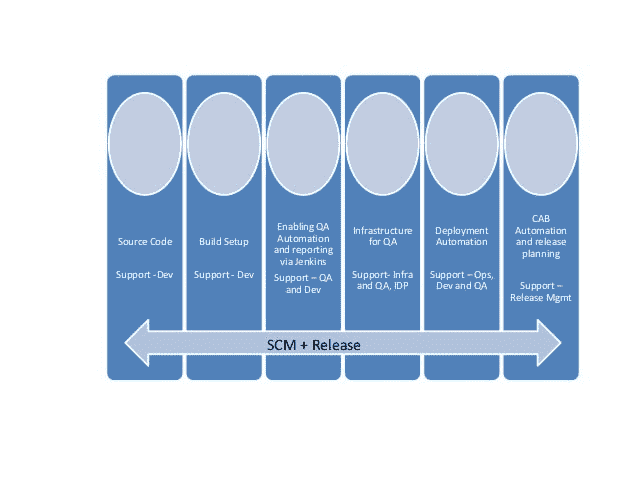 Source Code
Support -Dev
Build Setup
Support - Dev
Enabling QA
Automation
and reporting
via Jenkins
Support – QA
and Dev
Infrastructure
for QA
Support- Infra
and QA, IDP
Deployment
Automation
Support – Ops,
Dev and QA
CAB
Automation
and release
planning
Support –
Release Mgmt
SCM + Release